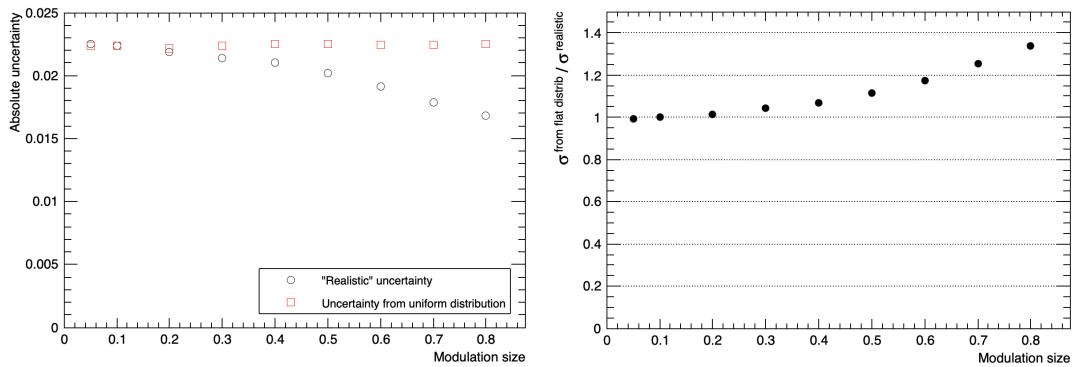 Absolute uncertainty
0.025
0.02
0.015
0.01
0.005
0
"Realistic" uncertainty
Uncertainty from uniform distribution
0 0.1 0.2 0.3 0.4 0.5 0.6 0.7 0.8
Modulation size
σ from flat distrib / σ realistic
1.4
1.2
1
0.8
0.6
0.4
0.2
0
0 0.1 0.2 0.3 0.4 0.5 0.6 0.7 0.8
Modulation size